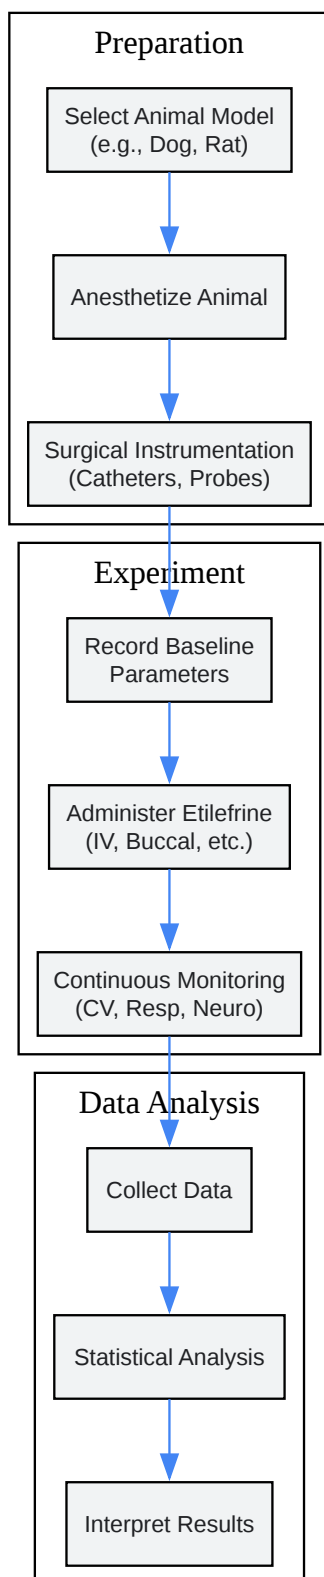 Preparation
Select Animal Model
(e.g., Dog, Rat)
Anesthetize Animal
Surgical Instrumentation
(Catheters, Probes)
Experiment
Record Baseline
Parameters
Administer Etilefrine
(IV, Buccal, etc.)
Continuous Monitoring
(CV, Resp, Neuro)
Data Analysis
Collect Data
Statistical Analysis
Interpret Results